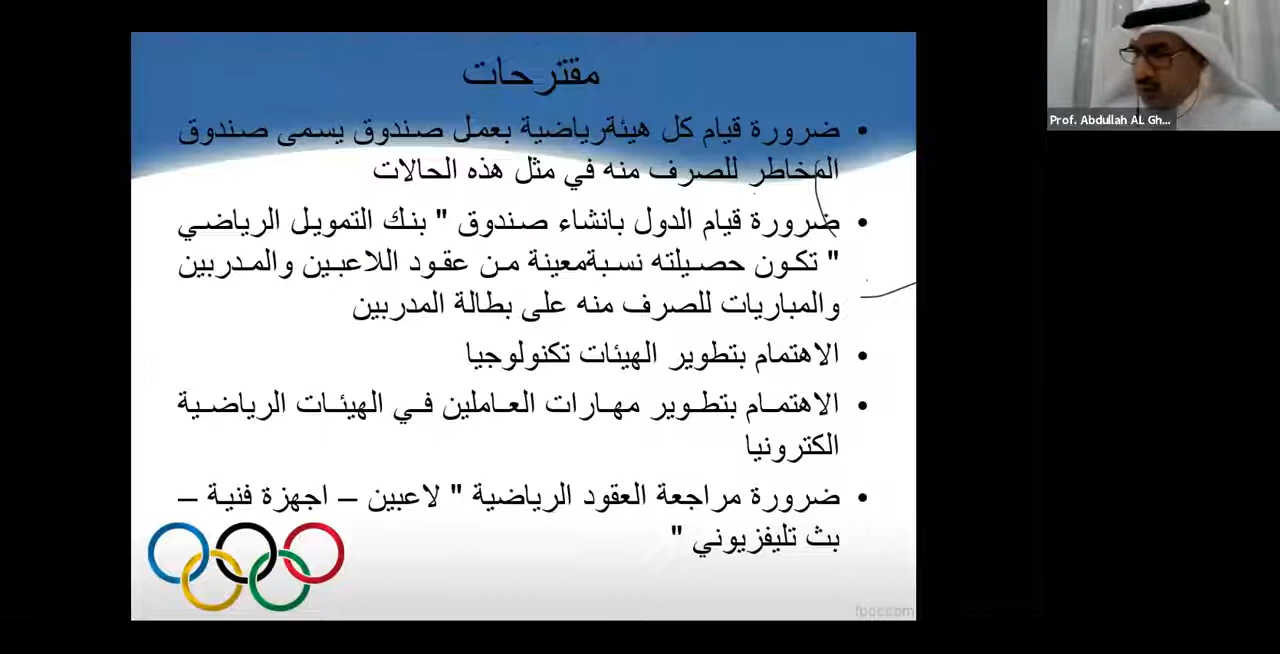 مقترحات
• ضرورة قيام كل هيئةرياضية بعمل صندوق يسمى صندوق
المخاطر للصرف منه في مثل هذه الحالات
• ضرورة قيام الدول بانشاء صندوق " بنك التمويل الرياضي
" تكون حصيلته نسبةمعينة من عقود اللاعبين والمدربين
والمباريات للصرف منه على بطالة المدربين
• الاهتمام بتطوير الهيئات تكنولوجيا
• الاهتمام بتطوير مهارات العاملين في الهيئات الرياضية
الكترونيا
• ضرورة مراجعة العقود الرياضية " لاعبين – اجهزة فنية –
بث تليفزيوني "
Prof. Abdullah AL Gh...